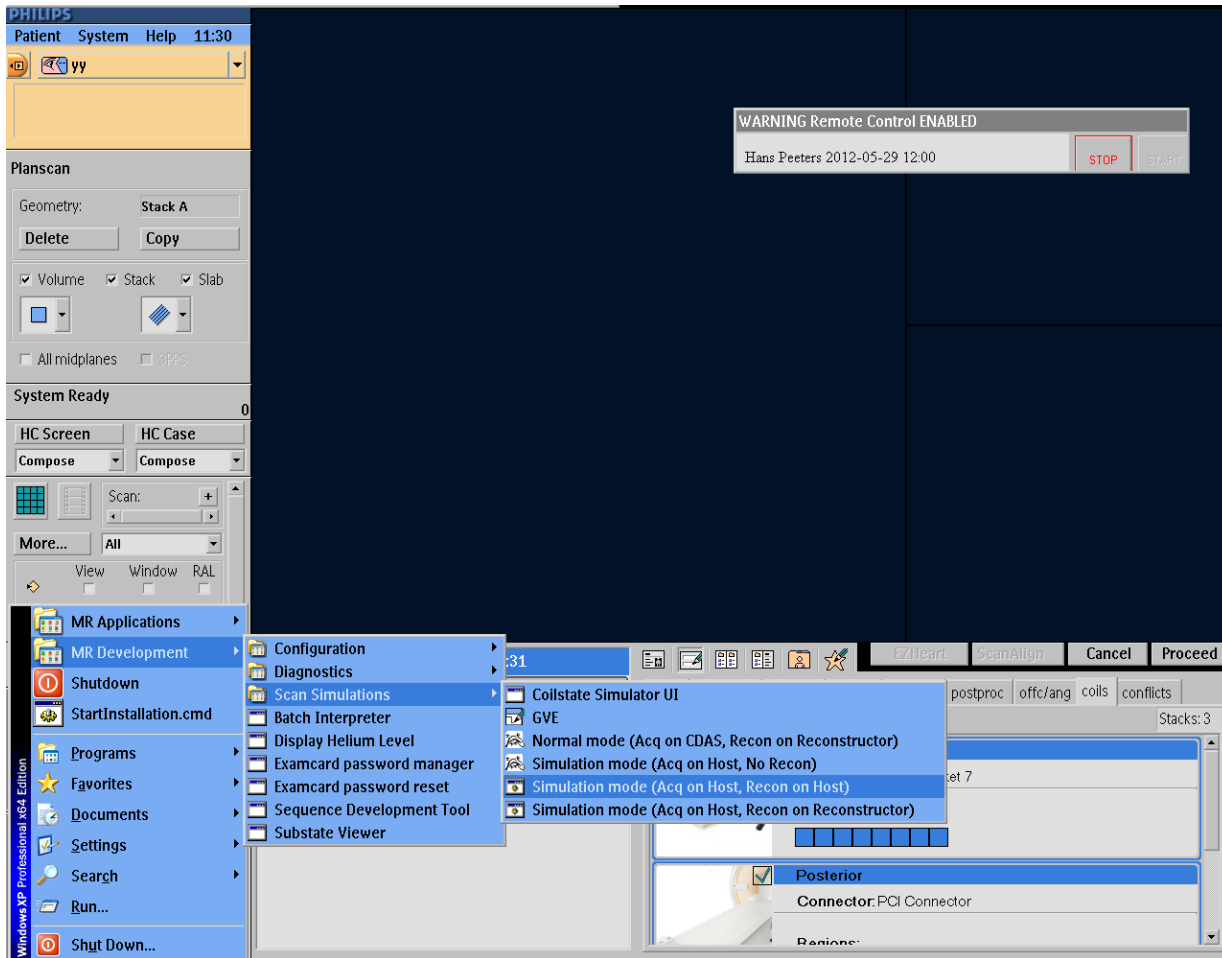 PHILIPS
Patient System Help 11:30
yy
WARNING Remote Control ENABLED
Hans Peeters 2012-05-29 12:00
STOP
START
Planscan
Geometry: Stack A
Delete Copy
Volume Stack Slab
All midplanes 3PPS
System Ready
0
HC Screen HC Case
Compose Compose
Scan: +
More... All
View Window RAL
MR Applications
MR Development
Shutdown
StartInstallation.cmd
Programs
Favorites
Documents
Settings
Search
Run...
Shut Down...
Windows XP Professional x64 Edition
Configuration
Diagnostics
Scan Simulations
Batch Interpreter
Display Helium Level
Examcard password manager
Examcard password reset
Sequence Development Tool
Substate Viewer
Coilstate Simulator UI
GVE
Normal mode (Acq on CDAS, Recon on Reconstructor)
Simulation mode (Acq on Host, No Recon)
Simulation mode (Acq on Host, Recon on Host)
Simulation mode (Acq on Host, Recon on Reconstructor)
:31
EZHeart ScanAlign Cancel Proceed
postproc offc/ang coils conflicts
Stacks: 3
7
Posterior
Connector: PCI Connector
Regions: